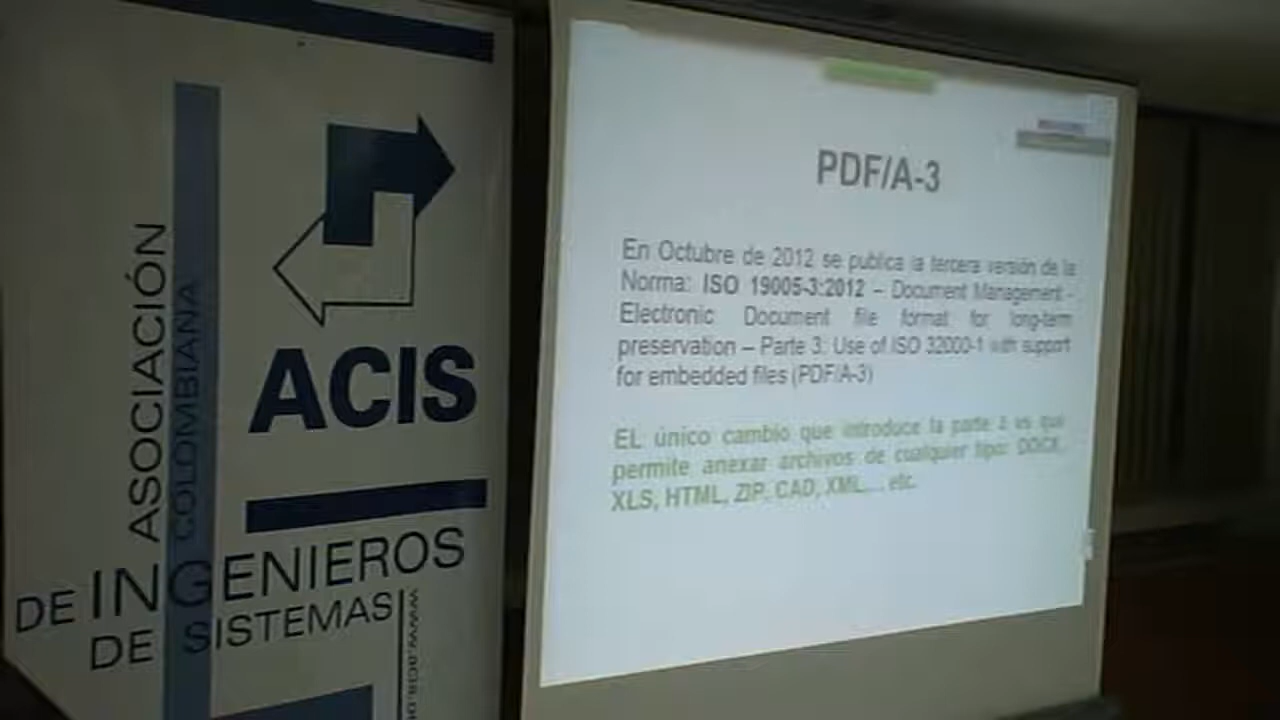 ASOCIACIÓN
COLOMBIANA
ACIS
DE INGENIEROS
DE SISTEMAS
PDF/A-3
En Octubre de 2012 se publica la tercera versión de la
Norma: ISO 19005-3:2012 – Document Management -
Electronic Document file format for long-term
preservation – Parte 3: Use of ISO 32000-1 with support
for embedded files (PDF/A-3)
EL único cambio que introduce la parte 3 es que
permite anexar archivos de cualquier tipo: DOCX,
XLS, HTML, ZIP, CAD, XML,... etc.